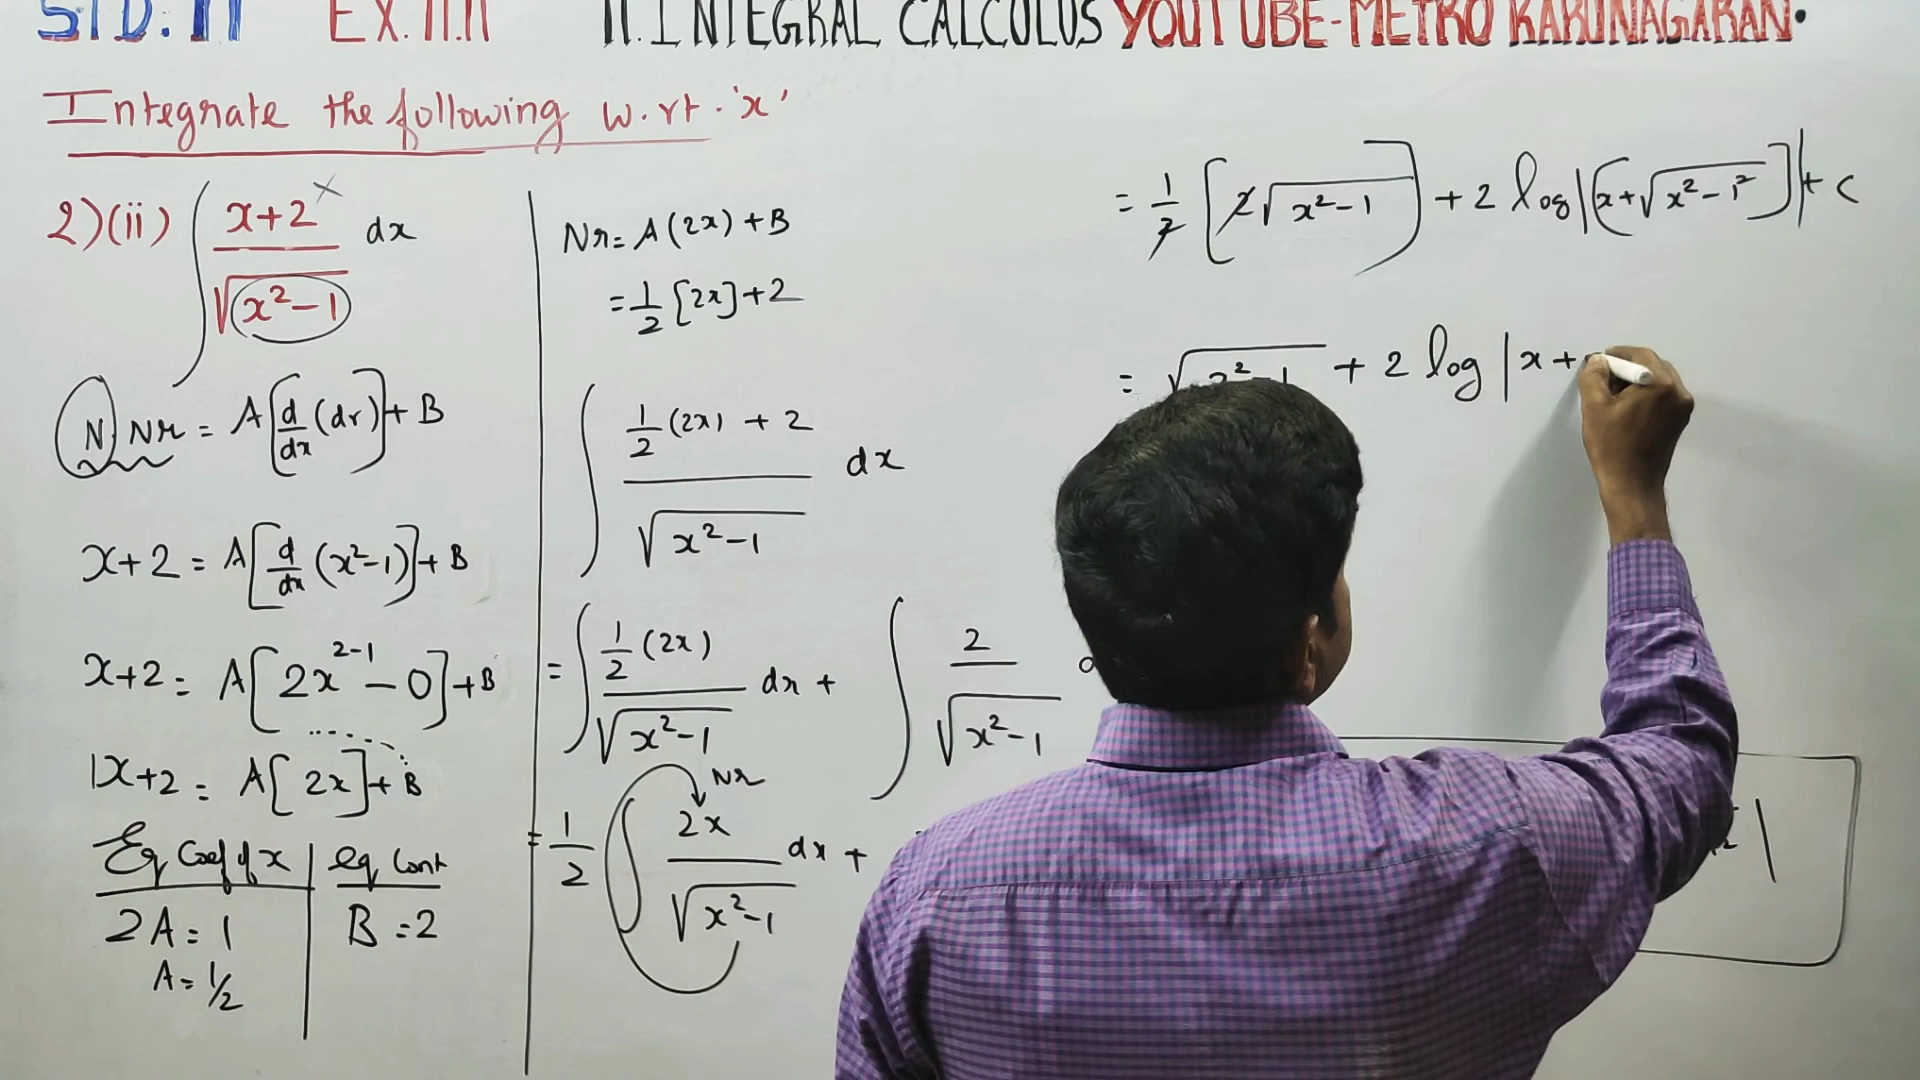 STD.11 EX.11.11 11.INTEGRAL CALCULUS YOUTUBE-METRO KARUNAGARAN.
Integrate the following w.r.t. 'x'
2)(ii) ∫ x+2 / √(x²-1) dx
Nr = A[d/dx (dr)] + B
x+2 = A[d/dx (x²-1)] + B
x+2 = A[2x²⁻¹ - 0] + B
1x+2 = A[2x] + B
Eq Coef of x | eq Cont
2A = 1 | B = 2
A = 1/2
Nr = A(2x) + B
= 1/2 [2x] + 2
∫ (1/2 (2x) + 2) / √(x²-1) dx
= ∫ 1/2 (2x) / √(x²-1) dx + ∫ 2 / √(x²-1)
Nr
= 1/2 ∫ 2x / √(x²-1) dx +
= 1/2 [2√(x²-1)] + 2 log |[x+√(x²-1²)]| + c
= √(x²-1) + 2 log |x+